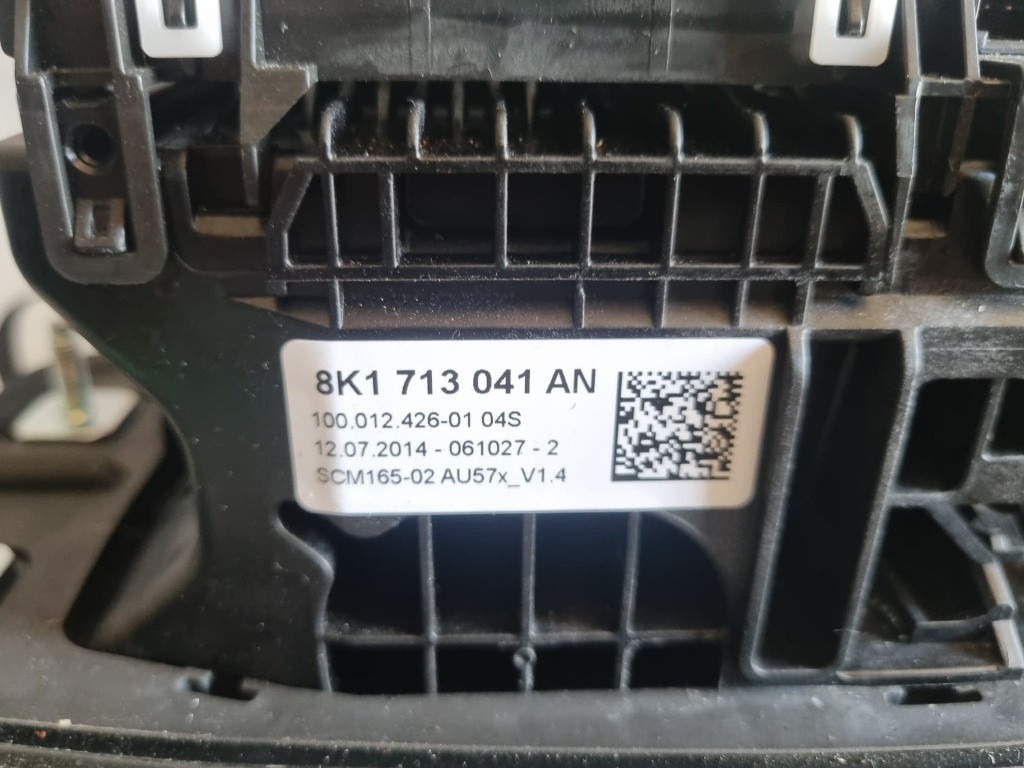 8K1 713 041 AN
100.012.426-01 04S
12.07.2014 - 061027 - 2
SCM165-02 AU57x_V1.4